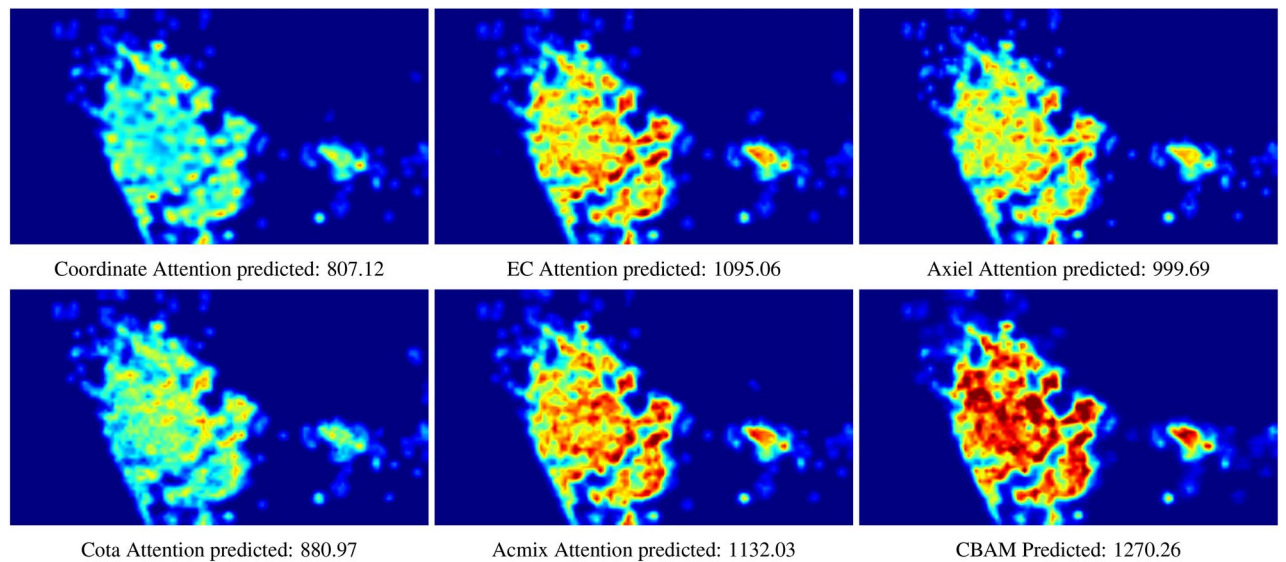 Coordinate Attention predicted: 807.12
EC Attention predicted: 1095.06
Axiel Attention predicted: 999.69
Cota Attention predicted: 880.97
Acmix Attention predicted: 1132.03
CBAM Predicted: 1270.26